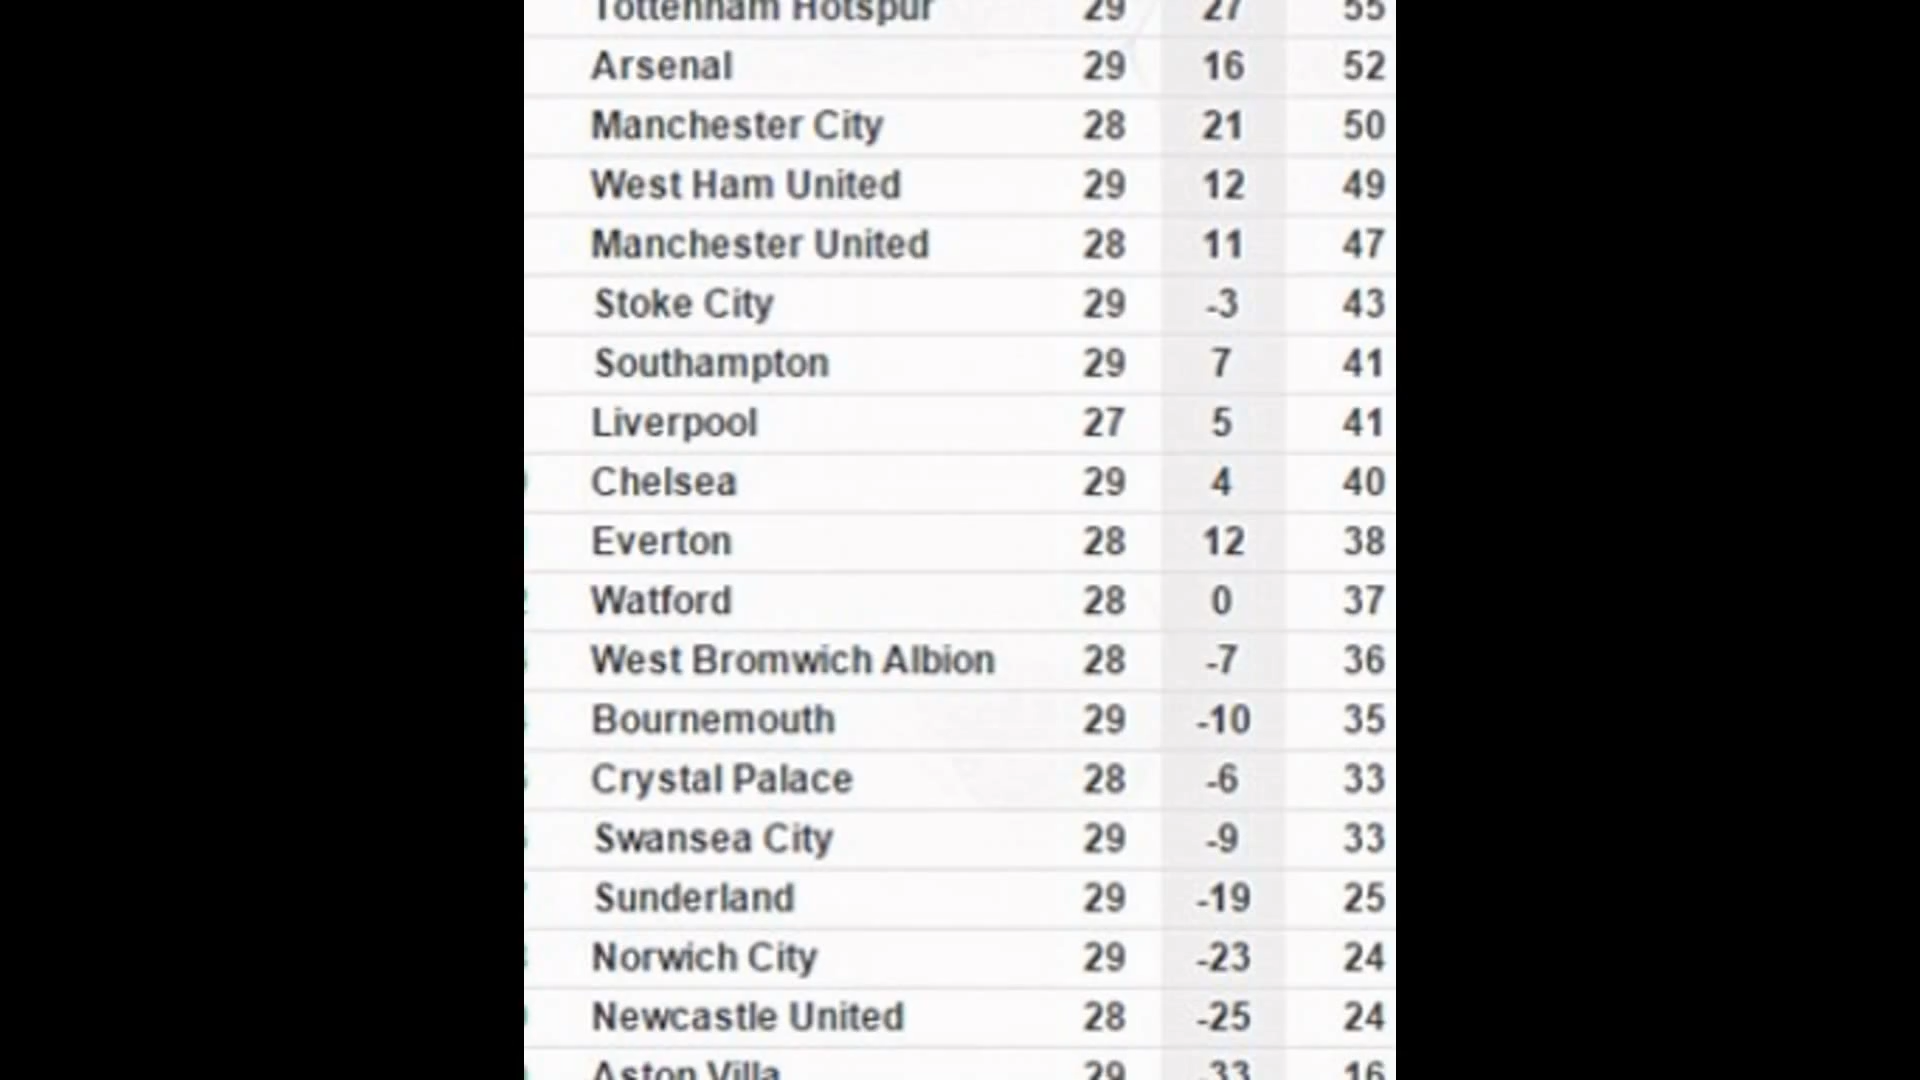 Tottenham Hotspur 29 27 55
Arsenal 29 16 52
Manchester City 28 21 50
West Ham United 29 12 49
Manchester United 28 11 47
Stoke City 29 -3 43
Southampton 29 7 41
Liverpool 27 5 41
Chelsea 29 4 40
Everton 28 12 38
Watford 28 0 37
West Bromwich Albion 28 -7 36
Bournemouth 29 -10 35
Crystal Palace 28 -6 33
Swansea City 29 -9 33
Sunderland 29 -19 25
Norwich City 29 -23 24
Newcastle United 28 -25 24
Aston Villa 29 -33 16